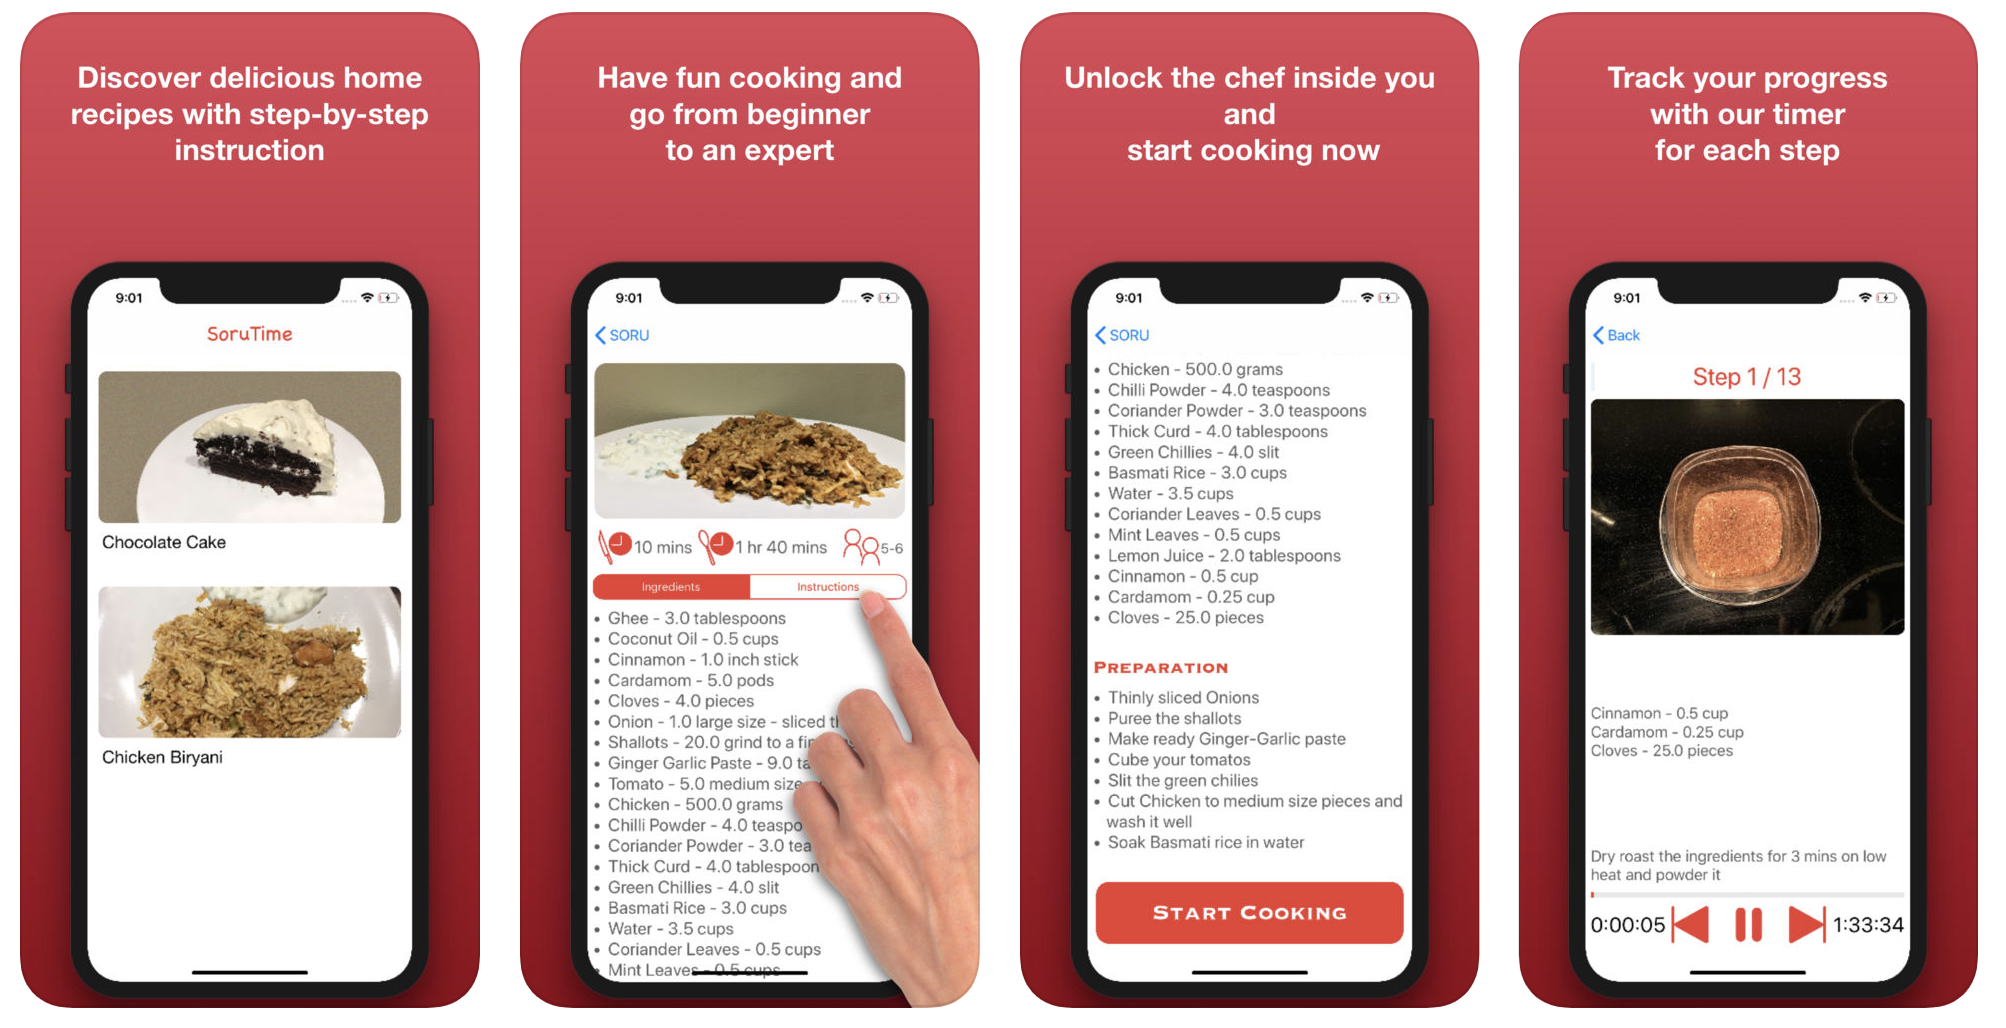 Discover delicious home
recipes with step-by-step
instruction
9:01
SoruTime
Chocolate Cake
Chicken Biryani
Have fun cooking and
go from beginner
to an expert
9:01
SORU
10 mins
1 hr 40 mins
5-6
Ingredients
Instructions
• Ghee - 3.0 tablespoons
• Coconut Oil - 0.5 cups
• Cinnamon - 1.0 inch stick
• Cardamom - 5.0 pods
• Cloves - 4.0 pieces
• Onion - 1.0 large size - sliced
• Shallots - 20.0 grind to a
• Ginger Garlic Paste - 9.0
• Tomato - 5.0 medium size
• Chicken - 500.0 grams
• Chilli Powder - 4.0
• Coriander Powder - 3.0
• Thick Curd - 4.0 tablespoon
• Green Chillies - 4.0 slit
• Basmati Rice - 3.0 cups
• Water - 3.5 cups
• Coriander Leaves - 0.5 cups
• Mint Leaves - 0.5 cups
Unlock the chef inside you
and
start cooking now
9:01
SORU
• Chicken - 500.0 grams
• Chilli Powder - 4.0 teaspoons
• Coriander Powder - 3.0 teaspoons
• Thick Curd - 4.0 tablespoons
• Green Chillies - 4.0 slit
• Basmati Rice - 3.0 cups
• Water - 3.5 cups
• Coriander Leaves - 0.5 cups
• Mint Leaves - 0.5 cups
• Lemon Juice - 2.0 tablespoons
• Cinnamon - 0.5 cup
• Cardamom - 0.25 cup
• Cloves - 25.0 pieces
PREPARATION
• Thinly sliced Onions
• Puree the shallots
• Make ready Ginger-Garlic paste
• Cube your tomatos
• Slit the green chilies
• Cut Chicken to medium size pieces and
wash it well
• Soak Basmati rice in water
START COOKING
Track your progress
with our timer
for each step
9:01
Back
Step 1 / 13
Cinnamon - 0.5 cup
Cardamom - 0.25 cup
Cloves - 25.0 pieces
Dry roast the ingredients for 3 mins on low
heat and powder it
0:00:05
1:33:34